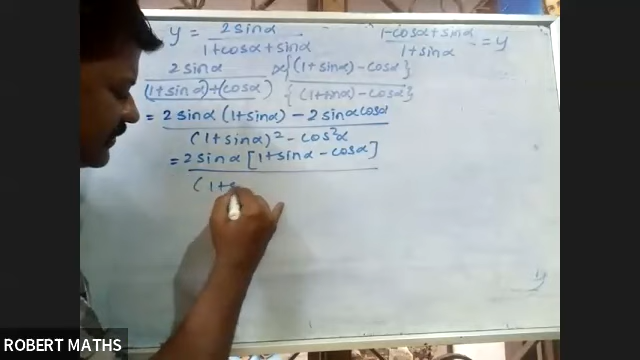 y = 2sinα / 1+cosα+sinα    1-cosα+sinα / 1+sinα = y
2sinα / (1+sinα)+(cosα) × {(1+sinα)-cosα} / {(1+sinα)-cosα}
= 2sinα(1+sinα) - 2sinαcosα / (1+sinα)² - cos²α
= 2sinα[1+sinα-cosα] /
(1+s
ROBERT MATHS